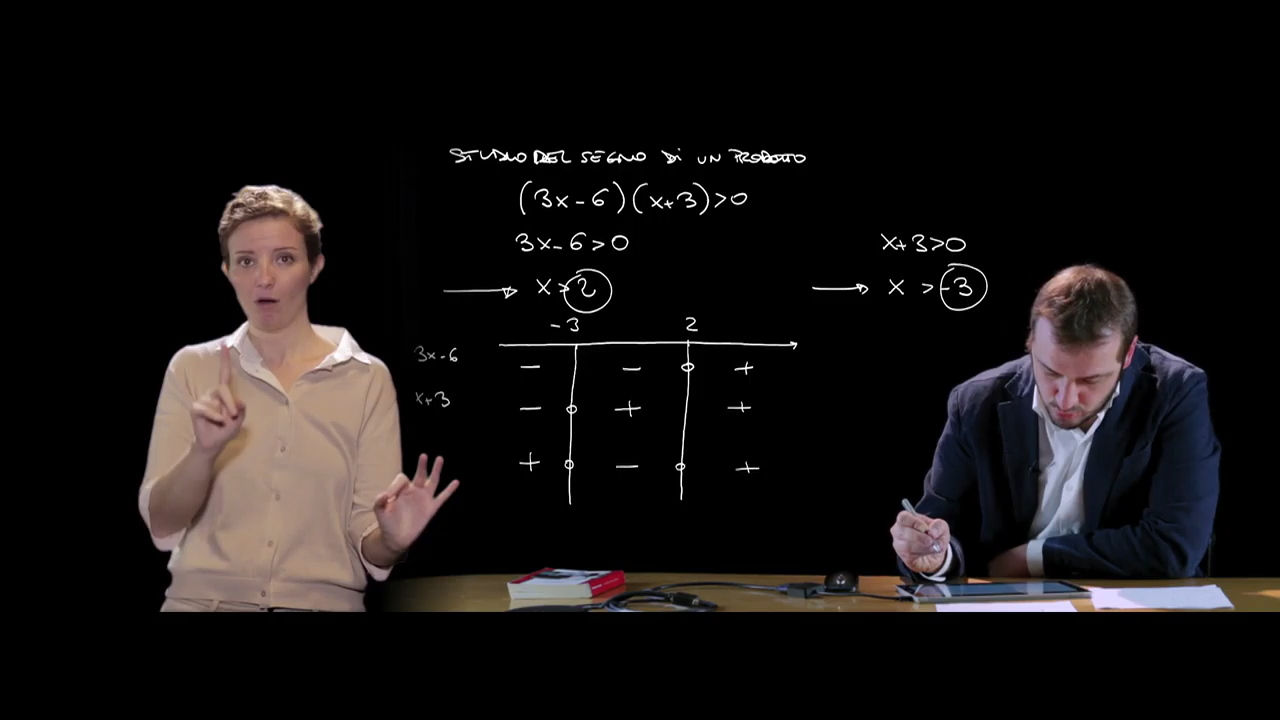 STUDIO DEL SEGNO DI UN PRODOTTO
(3x-6)(x+3)>0
3x-6>0
x+3>0
x>2
x>-3
-3 2
3x-6 - - +
x+3 - + +
+ - +